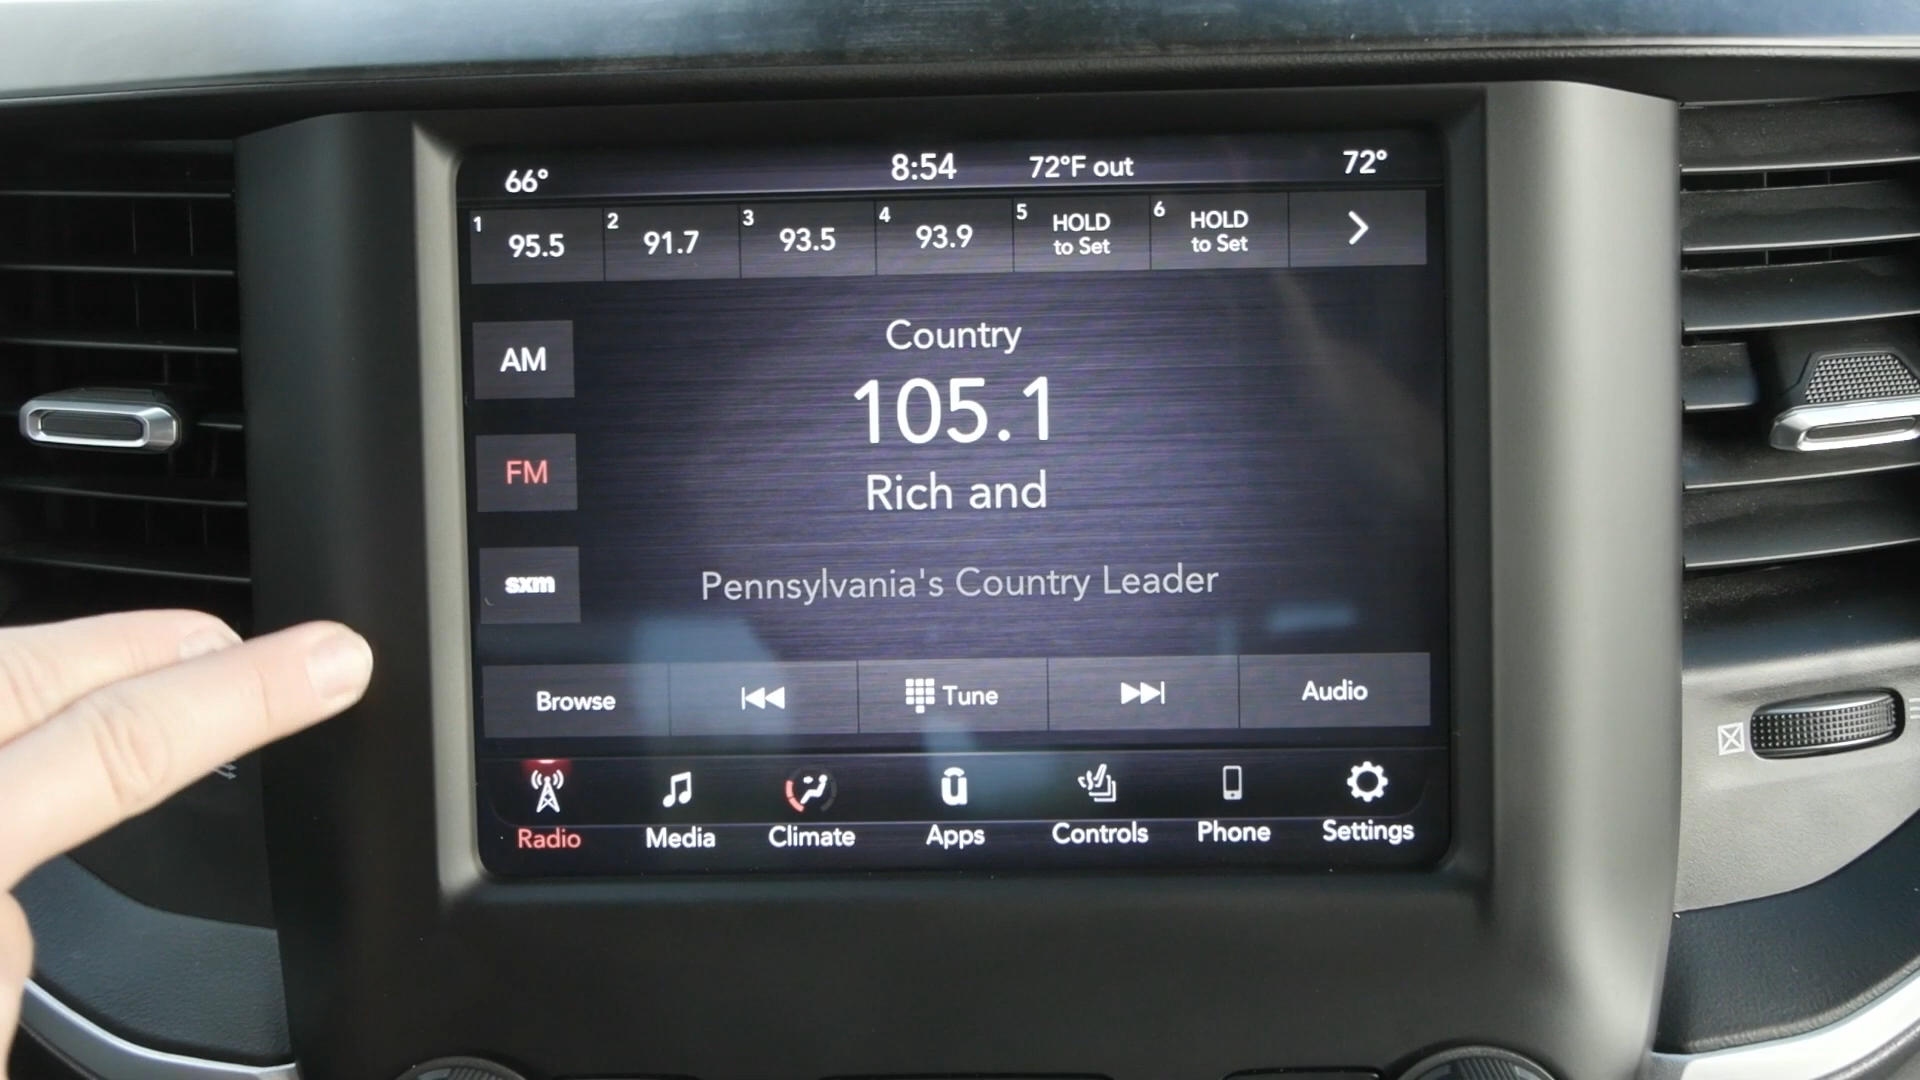 66° 8:54 72°F out 72°
1 95.5 2 91.7 3 93.5 4 93.9 5 HOLD to Set 6 HOLD to Set
Country
AM
105.1
FM
Rich and
sxm
Pennsylvania's Country Leader
Browse Tune Audio
Radio Media Climate Apps Controls Phone Settings